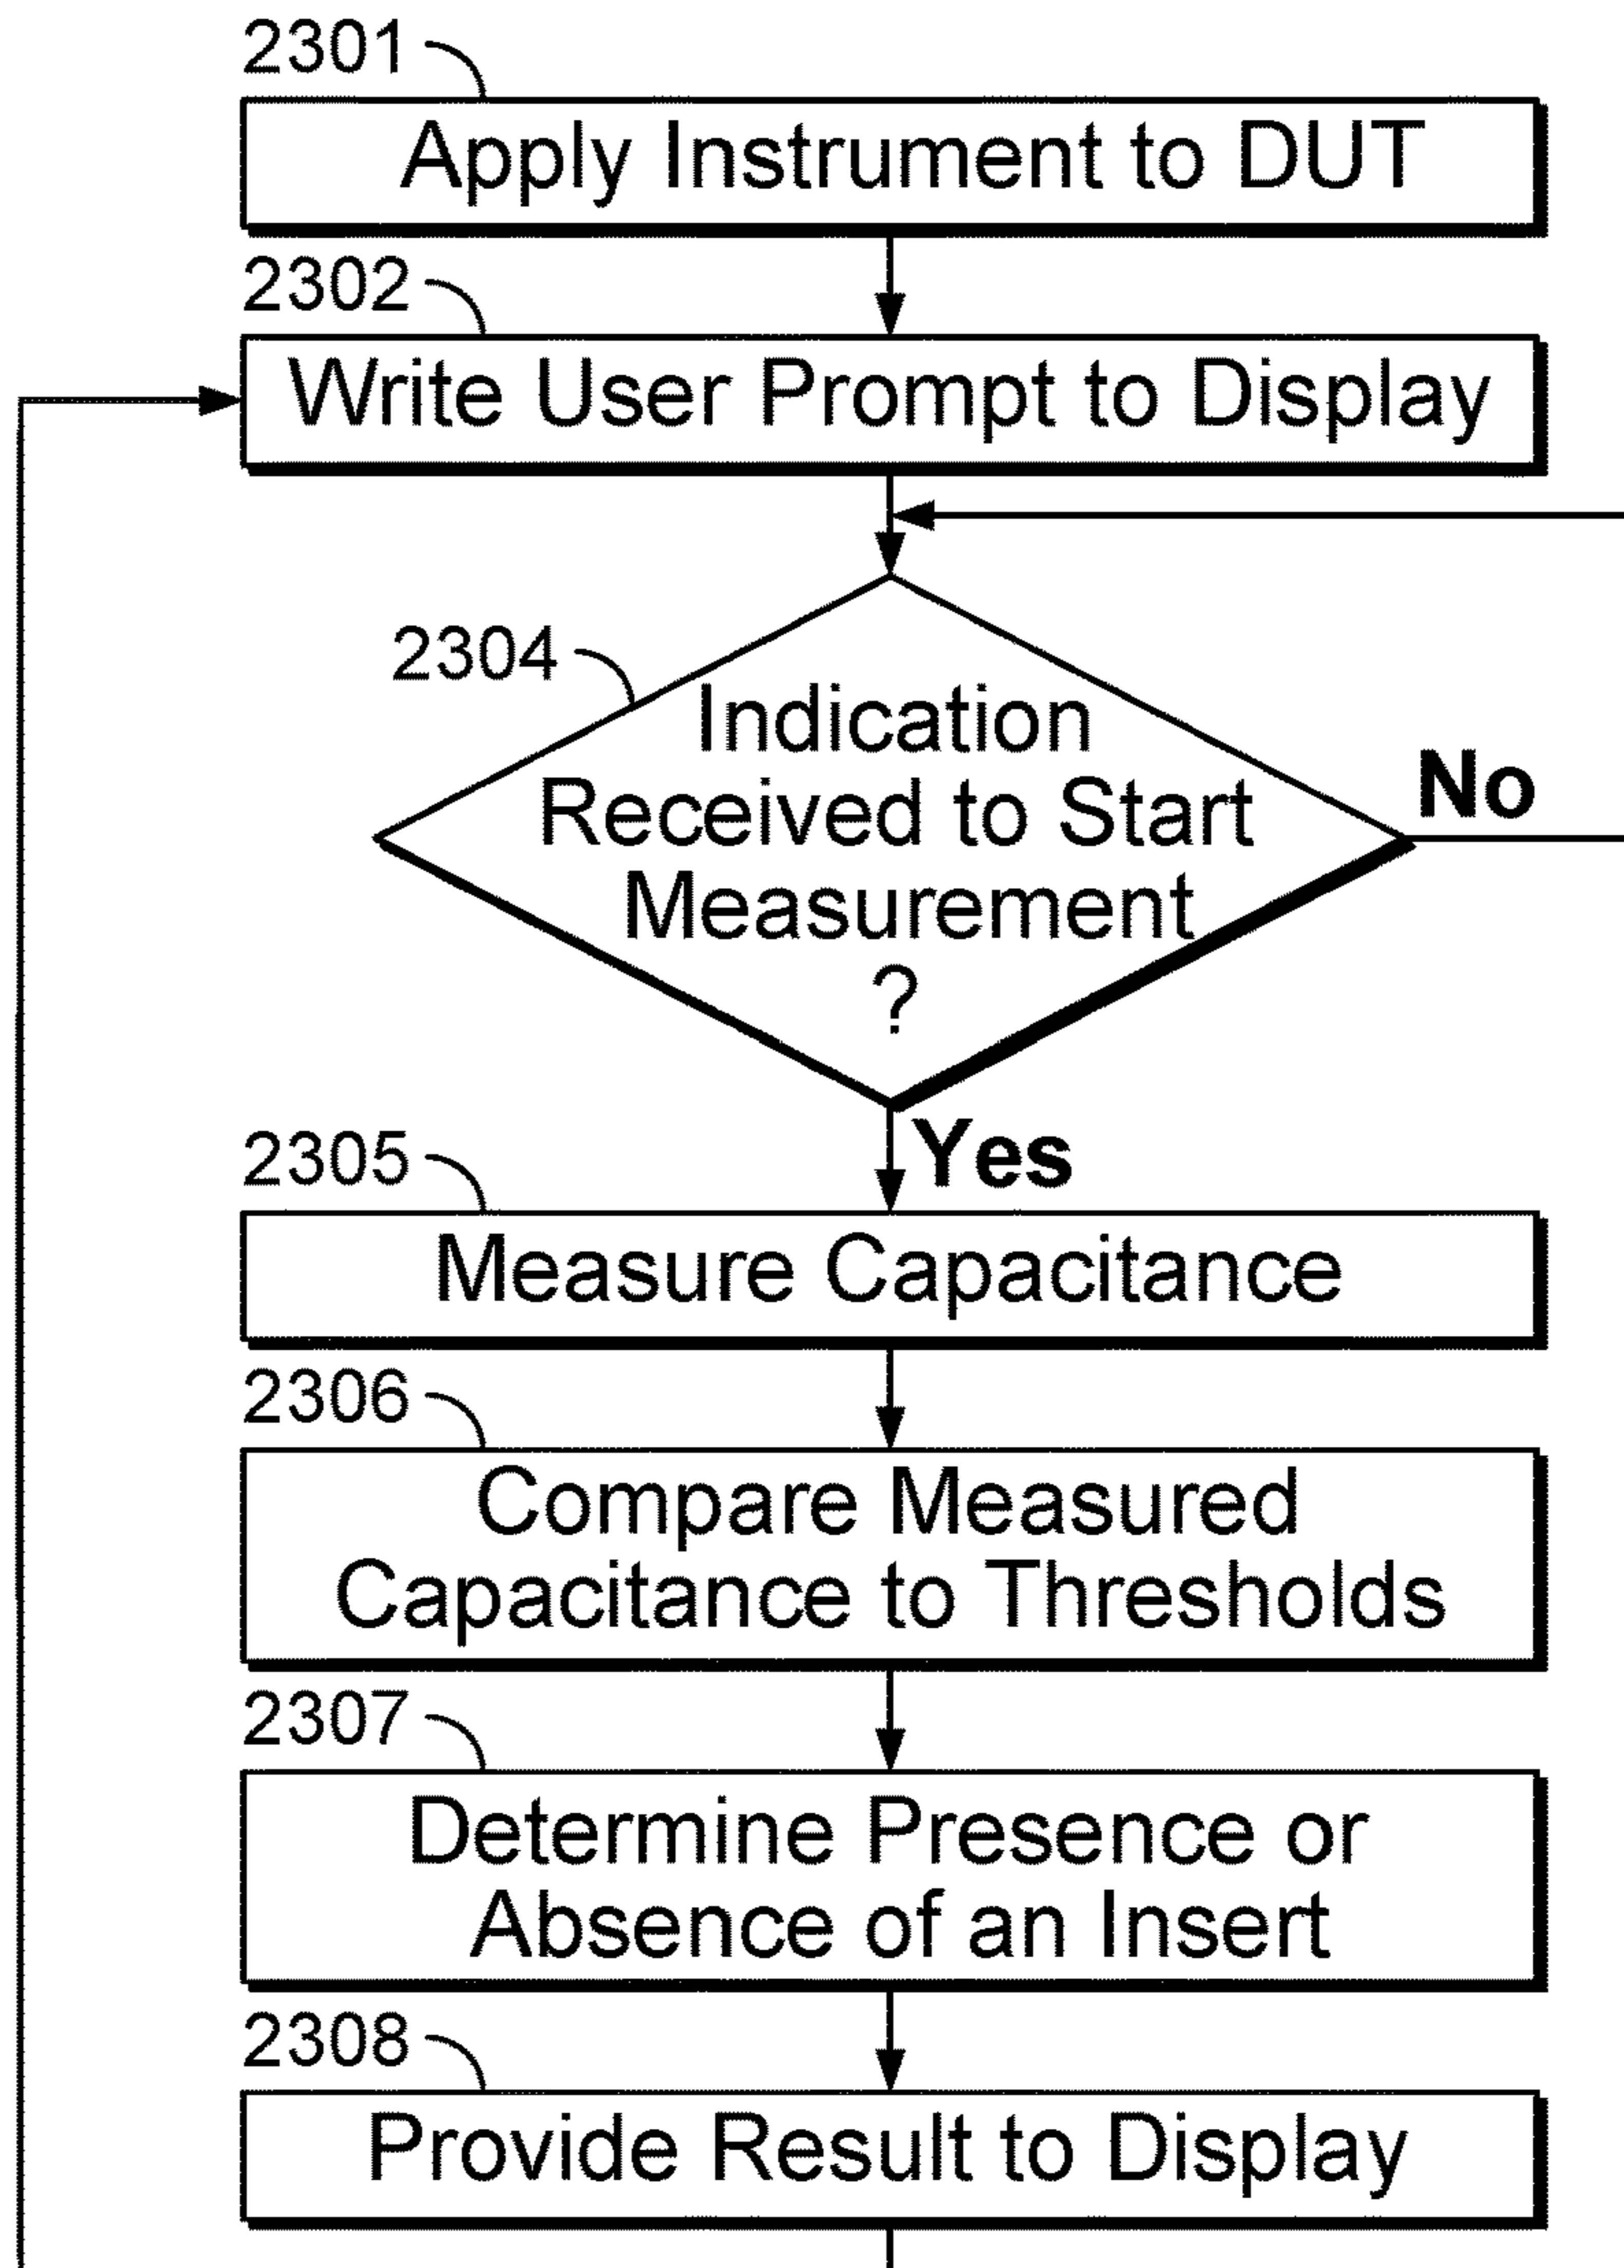 2301
Apply Instrument to DUT
2302
Write User Prompt to Display
2304
Indication
Received to Start
Measurement
?
No
Yes
2305
Measure Capacitance
2306
Compare Measured
Capacitance to Thresholds
2307
Determine Presence or
Absence of an Insert
2308
Provide Result to Display